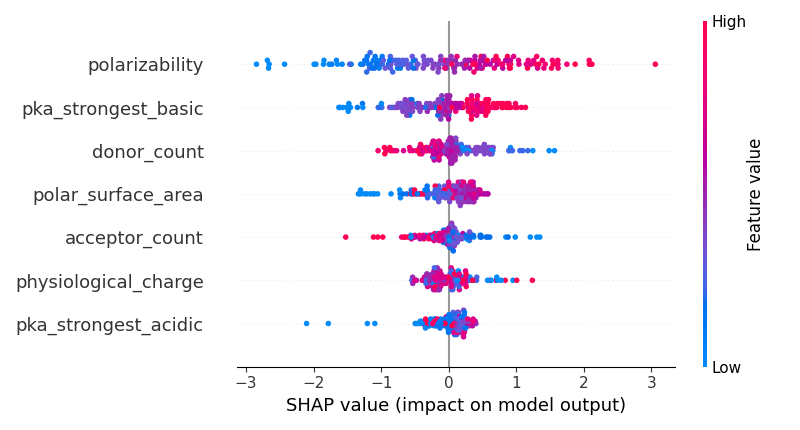 High
polarizability
pka_strongest_basic
donor_count
polar_surface_area
acceptor_count
physiological_charge
pka_strongest_acidic
Feature value
Low
−3 −2 −1 0 1 2 3
SHAP value (impact on model output)